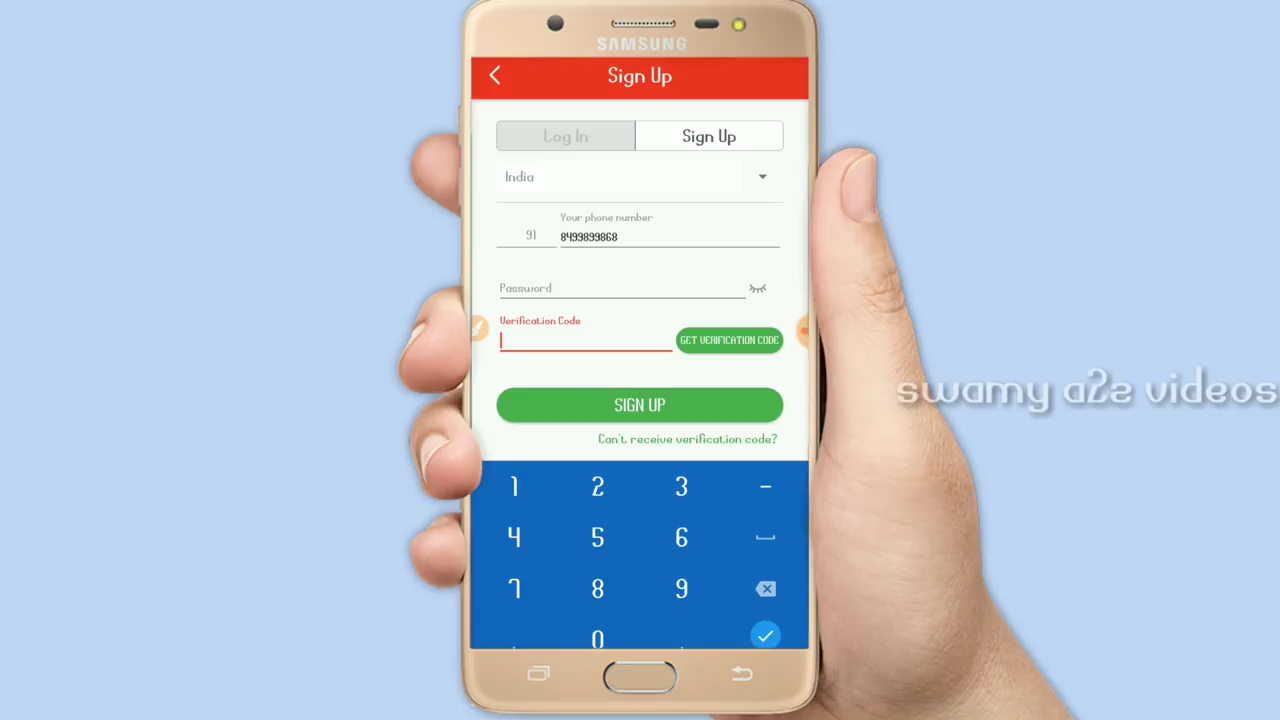 SAMSUNG
Sign Up
Log In
Sign Up
India
Your phone number
91
8499899868
Password
Verification Code
GET VERIFICATION CODE
SIGN UP
Can't receive verification code?
swamy a2z videos
1 2 3 -
4 5 6
7 8 9
0